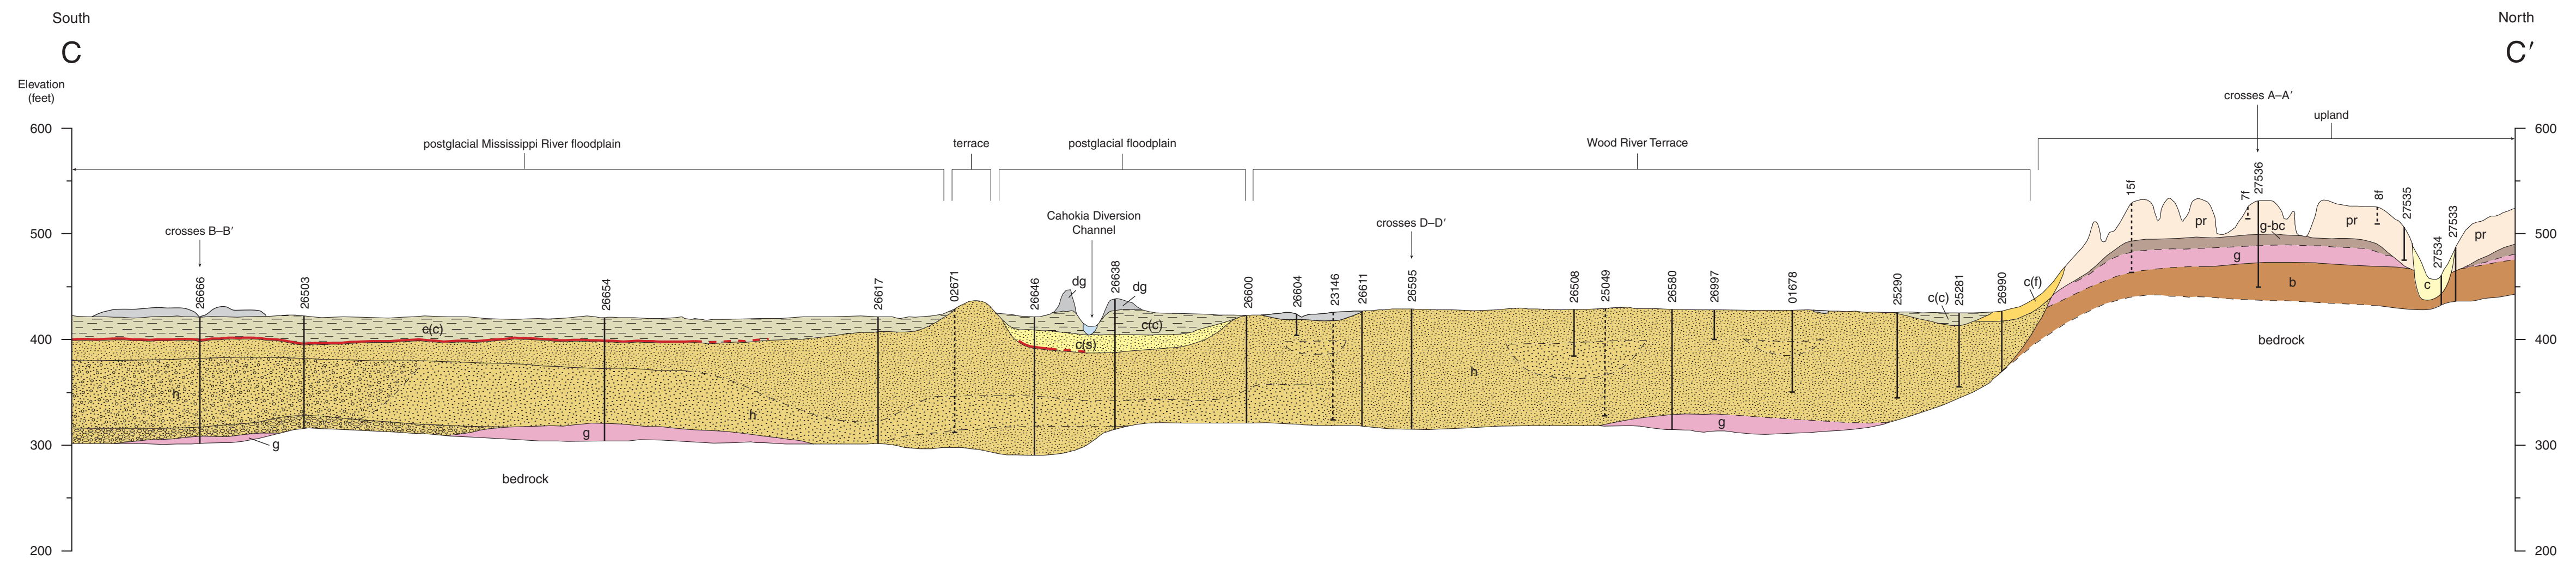 South
North
C
C′
Elevation
(feet)
crosses A–A′
upland
600
600
postglacial Mississippi River floodplain
terrace
postglacial floodplain
Wood River Terrace
15f
7f
27536
8f
27535
27534
27533
500
500
crosses B–B′
Cahokia Diversion
Channel
crosses D–D′
pr
g-bc
pr
pr
26666
26503
26654
26617
02671
26646
dg
26638
dg
26600
26604
23146
26611
26595
26508
25049
26580
26997
01678
25290
c(c)
25281
26990
c(f)
g
b
c
c(c)
c(c)
c(s)
400
400
bedrock
h
h
h
g
g
g
300
300
bedrock
200
200